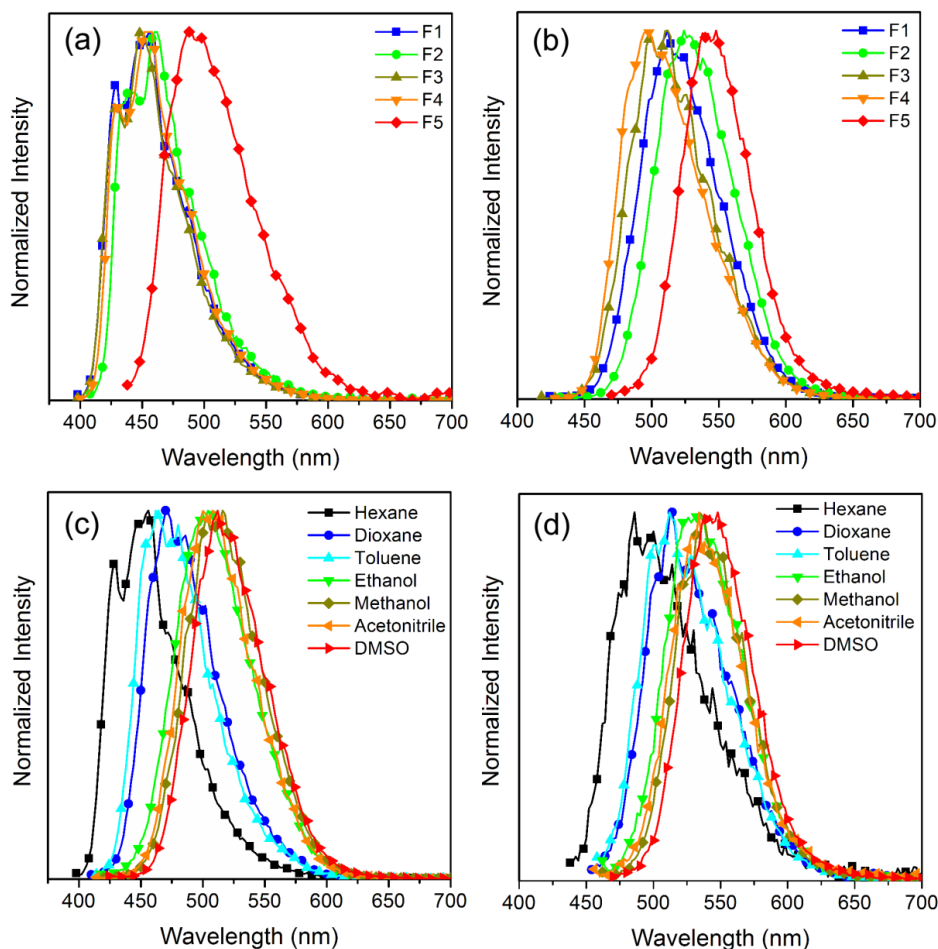 (a)
F1
F2
F3
F4
F5
Normalized Intensity
400 450 500 550 600 650 700
Wavelength (nm)
(b)
F1
F2
F3
F4
F5
Normalized Intensity
400 450 500 550 600 650 700
Wavelength (nm)
(c)
Hexane
Dioxane
Toluene
Ethanol
Methanol
Acetonitrile
DMSO
Normalized Intensity
400 450 500 550 600 650 700
Wavelength (nm)
(d)
Hexane
Dioxane
Toluene
Ethanol
Methanol
Acetonitrile
DMSO
Normalized Intensity
400 450 500 550 600 650 700
Wavelength (nm)